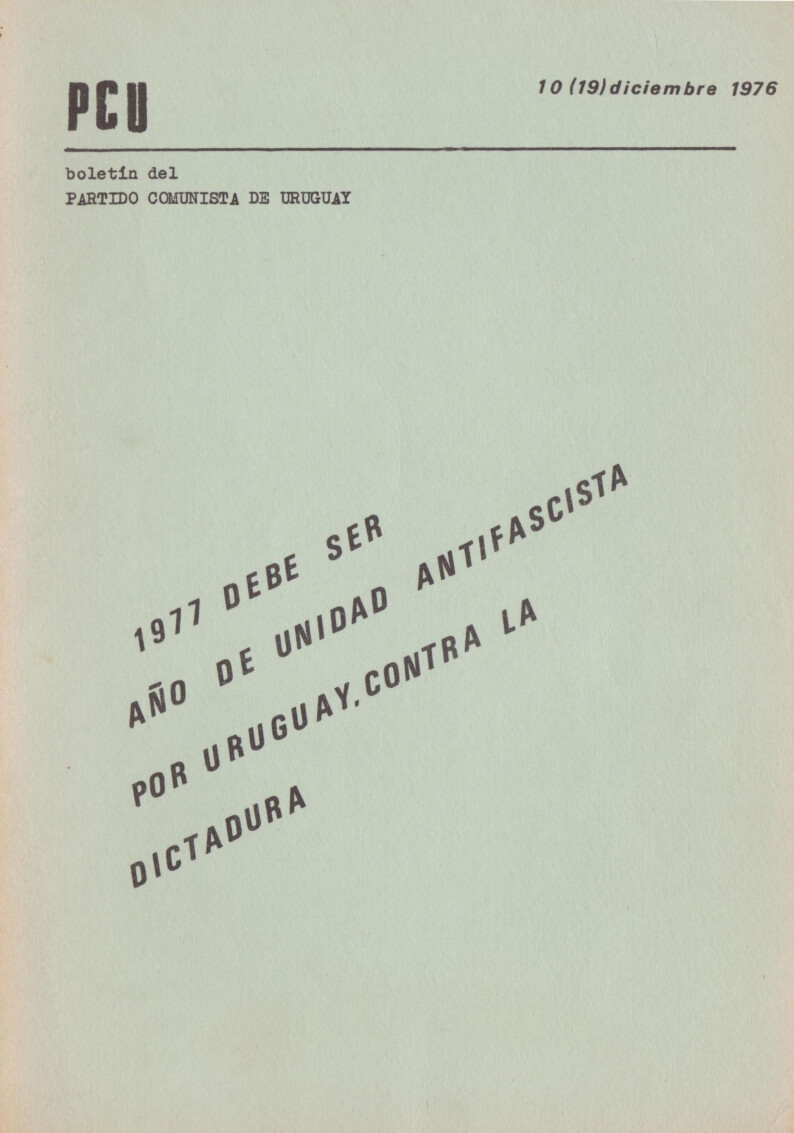 PCU
10 (19) diciembre 1976
boletín del
PARTIDO COMUNISTA DE URUGUAY
1977 DEBE SER
AÑO DE UNIDAD ANTIFASCISTA
POR URUGUAY, CONTRA LA
DICTADURA